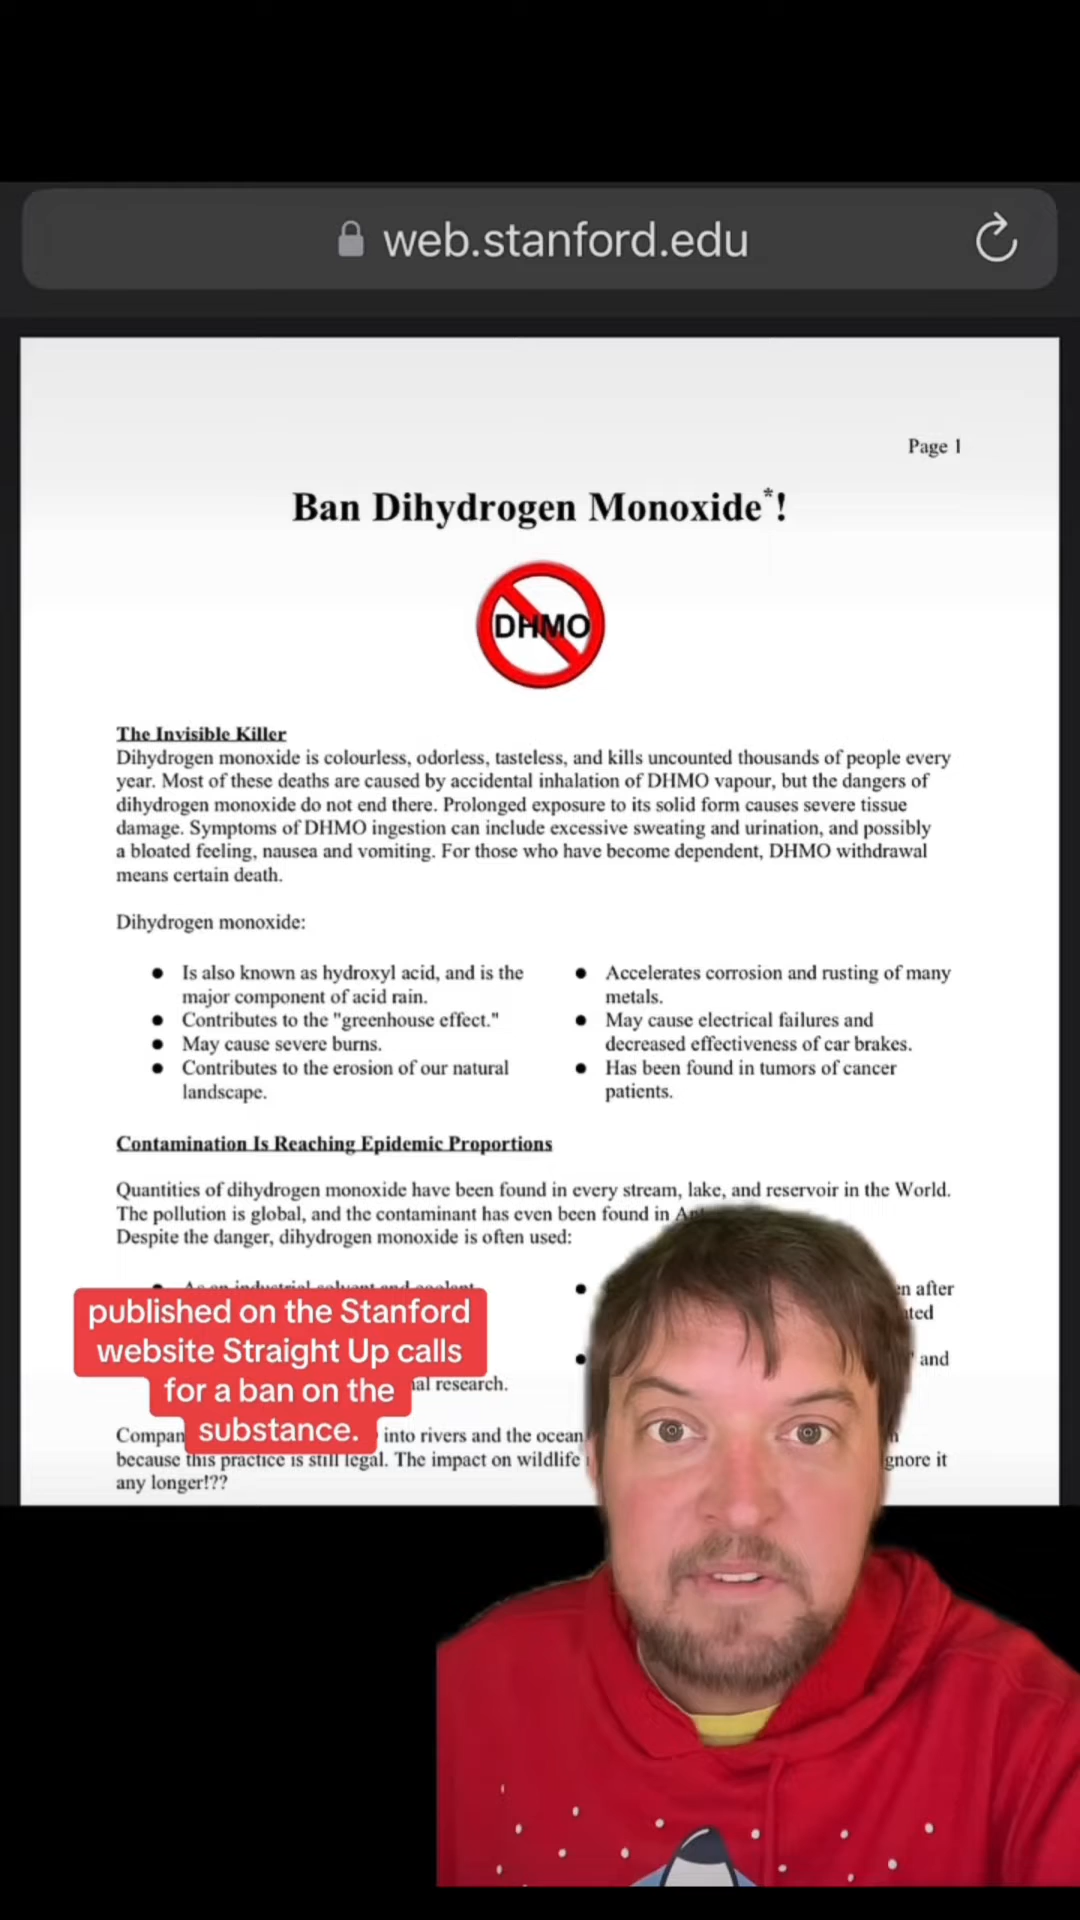 web.stanford.edu
Page 1
Ban Dihydrogen Monoxide*!
DHMO
The Invisible Killer
Dihydrogen monoxide is colourless, odorless, tasteless, and kills uncounted thousands of people every
year. Most of these deaths are caused by accidental inhalation of DHMO vapour, but the dangers of
dihydrogen monoxide do not end there. Prolonged exposure to its solid form causes severe tissue
damage. Symptoms of DHMO ingestion can include excessive sweating and urination, and possibly
a bloated feeling, nausea and vomiting. For those who have become dependent, DHMO withdrawal
means certain death.
Dihydrogen monoxide:
● Is also known as hydroxyl acid, and is the
major component of acid rain.
● Contributes to the "greenhouse effect."
● May cause severe burns.
● Contributes to the erosion of our natural
landscape.
● Accelerates corrosion and rusting of many
metals.
● May cause electrical failures and
decreased effectiveness of car brakes.
● Has been found in tumors of cancer
patients.
Contamination Is Reaching Epidemic Proportions
Quantities of dihydrogen monoxide have been found in every stream, lake, and reservoir in the World.
The pollution is global, and the contaminant has even been found in
Despite the danger, dihydrogen monoxide is often used:
● As an industrial solvent and coolant
research.
● after
● and
into rivers and the ocean
because this practice is still legal. The impact on wildlife
any longer!??
it
published on the Stanford
website Straight Up calls
for a ban on the
substance.